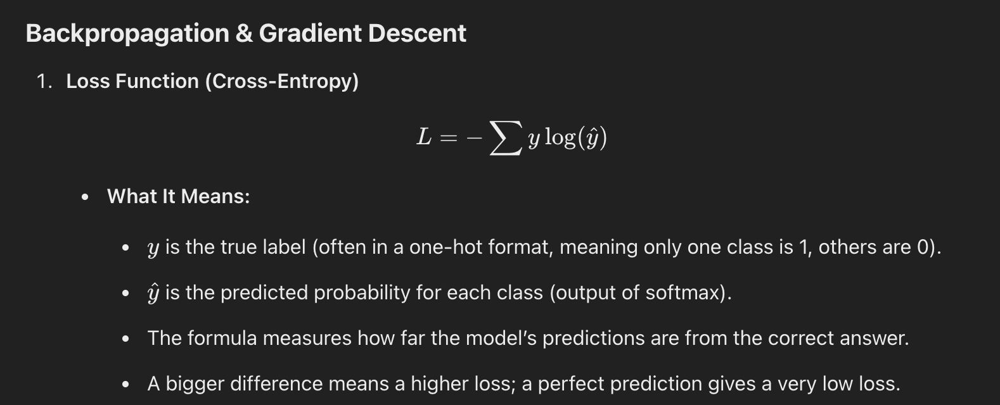 Backpropagation & Gradient Descent
1. Loss Function (Cross-Entropy)
L = − ∑ y log(ŷ)
• What It Means:
• y is the true label (often in a one-hot format, meaning only one class is 1, others are 0).
• ŷ is the predicted probability for each class (output of softmax).
• The formula measures how far the model’s predictions are from the correct answer.
• A bigger difference means a higher loss; a perfect prediction gives a very low loss.